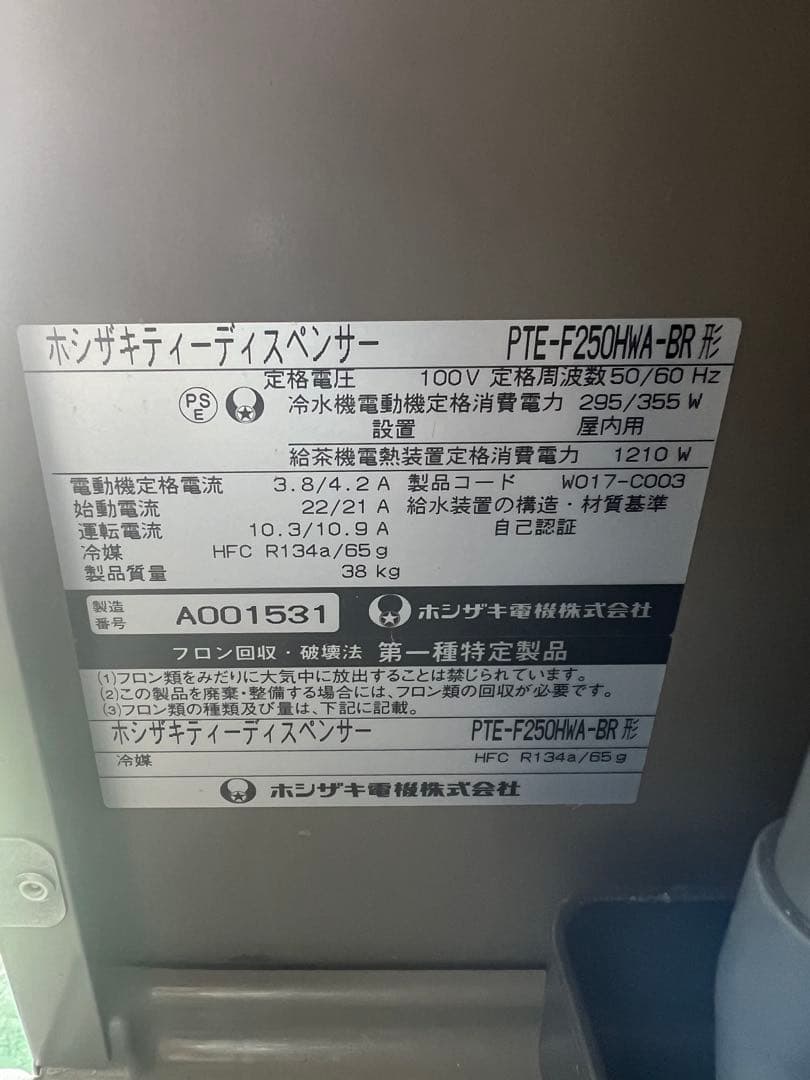 ホシザキティーディスペンサー PTE-F250HWA-BR形
定格電圧 100V 定格周波数 50/60 Hz
PS
E
冷水機電動機定格消費電力 295/355 W
設置 屋内用
給茶機電熱装置定格消費電力 1210 W
電動機定格電流 3.8/4.2 A 製品コード W017-C003
始動電流 22/21 A 給水装置の構造・材質基準
運転電流 10.3/10.9 A 自己認証
冷媒 HFC R134a/65g
製品質量 38 kg
製造
番号 A001531 ホシザキ電機株式会社
フロン回収・破壊法 第一種特定製品
(1)フロン類をみだりに大気中に放出することは禁じられています。
(2)この製品を廃棄・整備する場合には、フロン類の回収が必要です。
(3)フロン類の種類及び量は、下記に記載。
ホシザキティーディスペンサー PTE-F250HWA-BR形
冷媒 HFC R134a/65g
ホシザキ電機株式会社